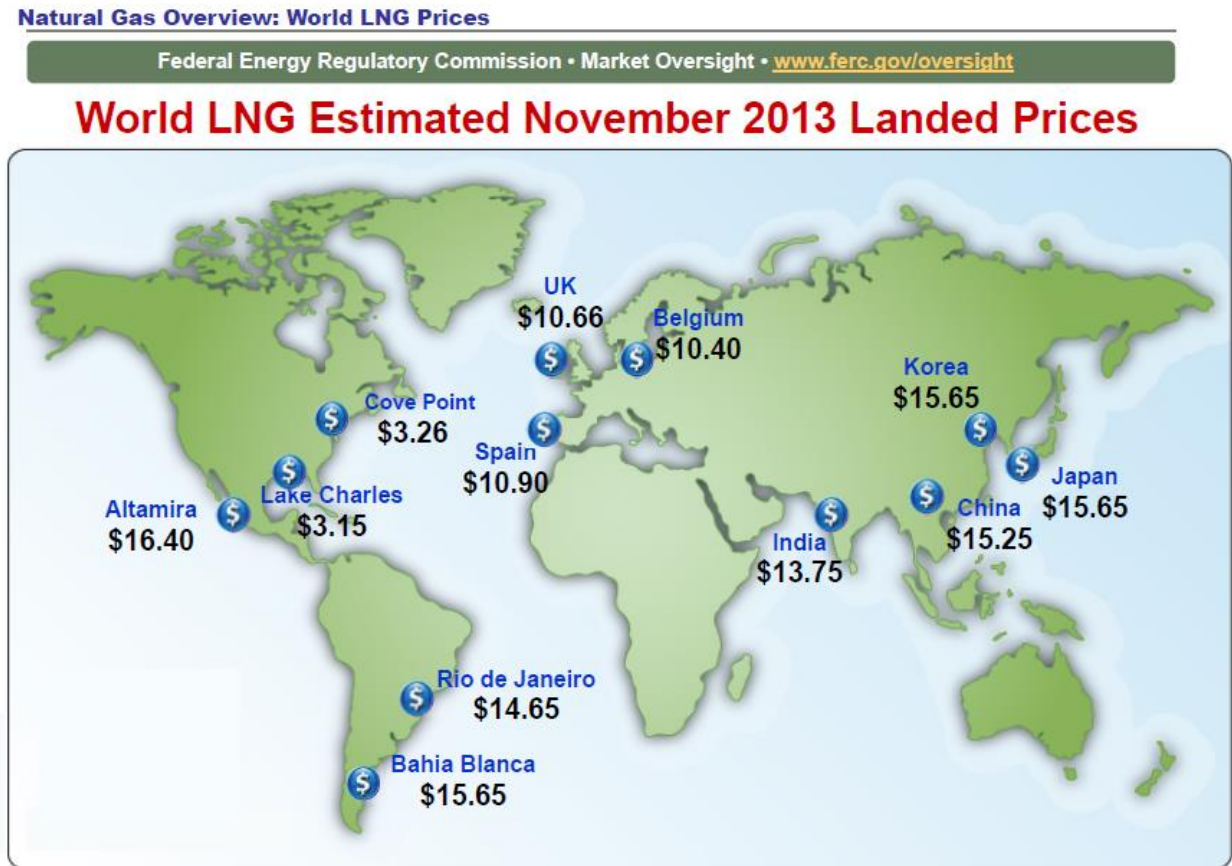 Natural Gas Overview: World LNG Prices
Federal Energy Regulatory Commission • Market Oversight • www.ferc.gov/oversight
World LNG Estimated November 2013 Landed Prices
UK
$10.66
Belgium
$10.40
Korea
$15.65
Cove Point
$3.26
Spain
$10.90
Japan
$15.65
Altamira
$16.40
Lake Charles
$3.15
China
$15.25
India
$13.75
Rio de Janeiro
$14.65
Bahia Blanca
$15.65
$
$
$
$
$
$
$
$
$
$
$
$